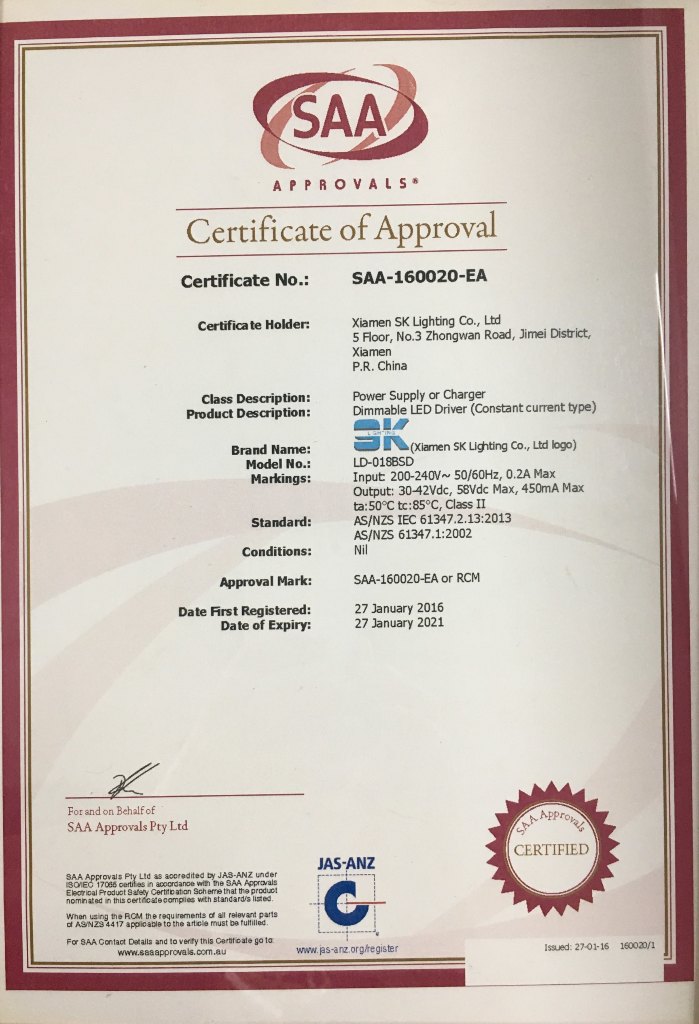 SAA
APPROVALS®
Certificate of Approval
Certificate No.: SAA-160020-EA
Certificate Holder: Xiamen SK Lighting Co., Ltd
5 Floor, No.3 Zhongwan Road, Jimei District,
Xiamen
P.R. China
Class Description: Power Supply or Charger
Product Description: Dimmable LED Driver (Constant current type)
SK
LIGHTING
Brand Name: (Xiamen SK Lighting Co., Ltd logo)
Model No.: LD-018BSD
Markings: Input: 200-240V~ 50/60Hz, 0.2A Max
Output: 30-42Vdc, 58Vdc Max, 450mA Max
ta:50°C tc:85°C, Class II
Standard: AS/NZS IEC 61347.2.13:2013
AS/NZS 61347.1:2002
Conditions: Nil
Approval Mark: SAA-160020-EA or RCM
Date First Registered: 27 January 2016
Date of Expiry: 27 January 2021
For and on Behalf of
SAA Approvals Pty Ltd
SAA Approvals Pty Ltd as accredited by JAS-ANZ under
ISO/IEC 17065 certifies in accordance with the SAA Approvals
Electrical Product Safety Certification Scheme that the product
nominated in this certificate complies with standard/s listed.
When using the RCM the requirements of all relevant parts
of AS/NZS 4417 applicable to the article must be fulfilled.
For SAA Contact Details and to verify this Certificate go to:
www.saaapprovals.com.au
JAS-ANZ
www.jas-anz.org/register
SAA Approvals
CERTIFIED
Issued: 27-01-16 160020/1